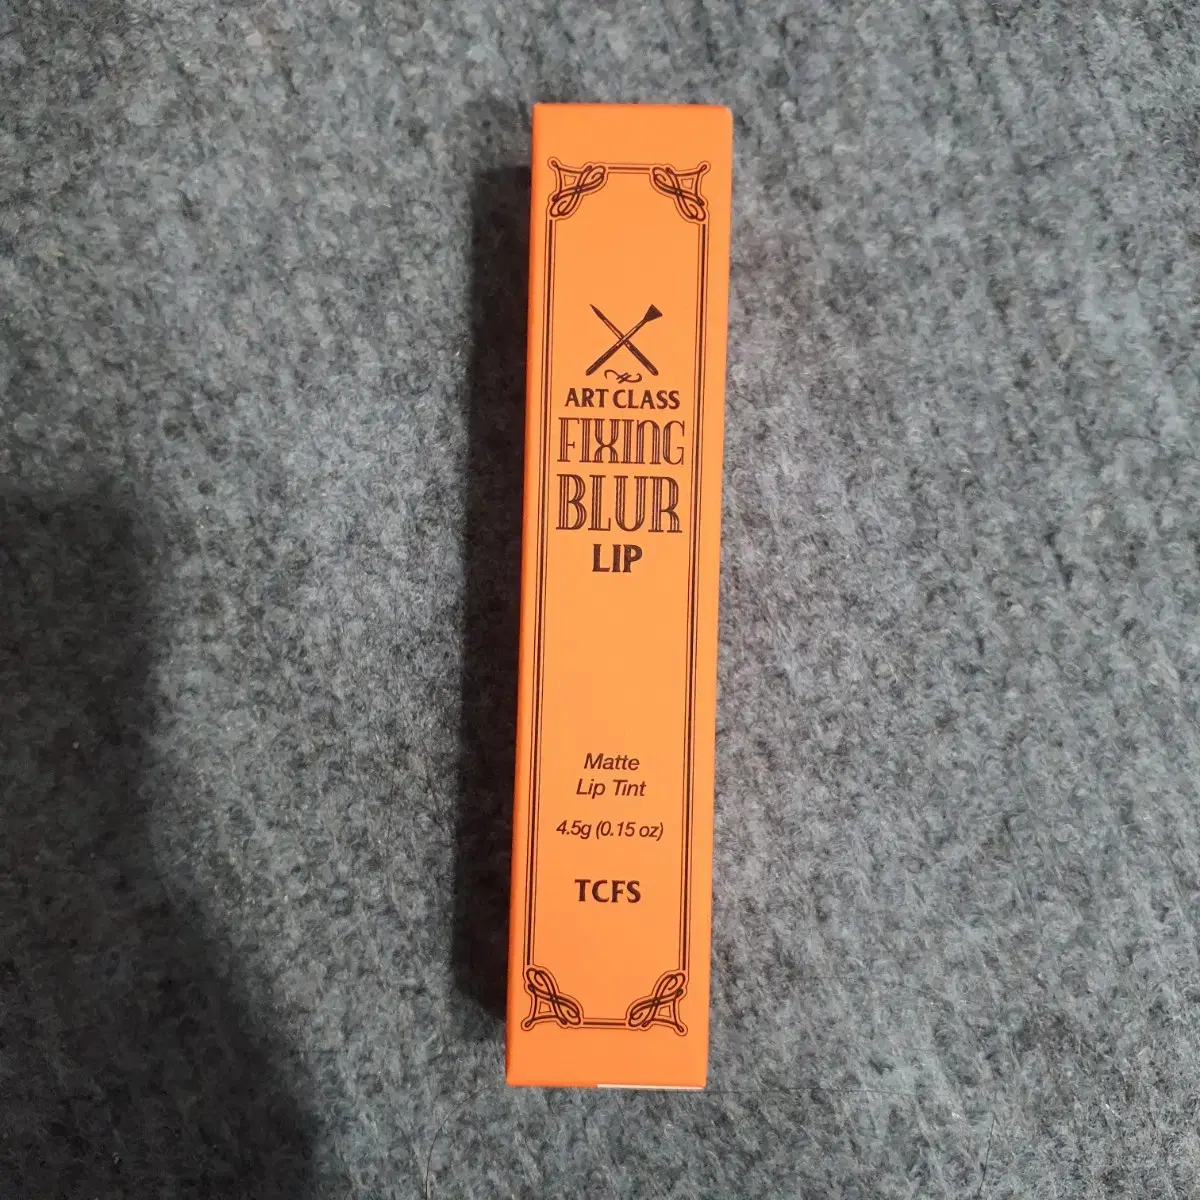 ART CLASS
FIXING
BLUR
LIP
Matte
Lip Tint
4.5g (0.15 oz)
TCFS